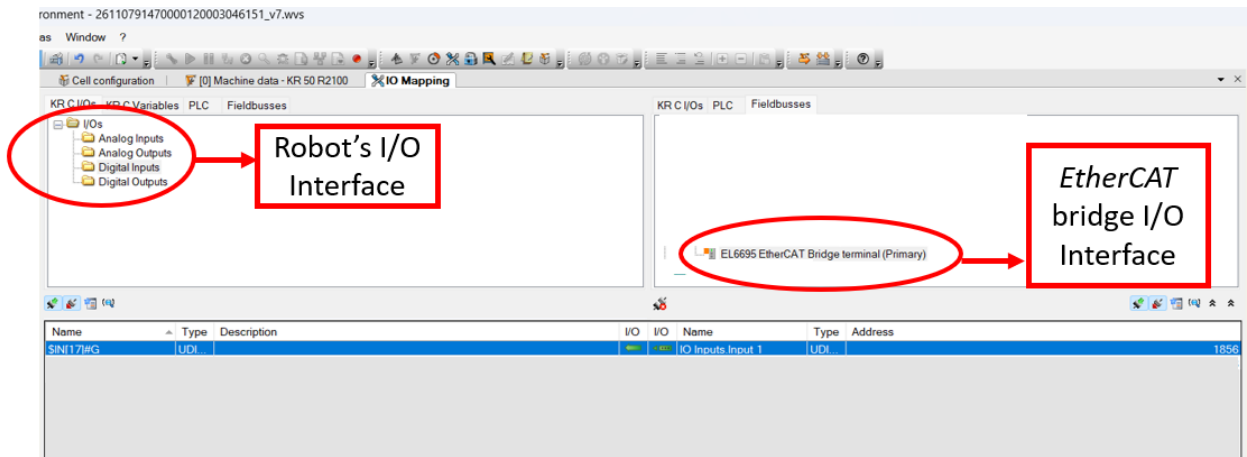 ronment - 26110791470000120003046151_v7.wvs
as Window ?
Cell configuration [0] Machine data - KR 50 R2100 IO Mapping
KR C I/Os KR C Variables PLC Fieldbusses
I/Os
Analog Inputs
Analog Outputs
Digital Inputs
Digital Outputs
Robot's I/O
Interface
KR C I/Os PLC Fieldbusses
EL6695 EtherCAT Bridge terminal (Primary)
EtherCAT
bridge I/O
Interface
Name Type Description I/O I/O Name Type Address
$IN[17]#G UDI... IO Inputs.Input 1 UDI... 1856